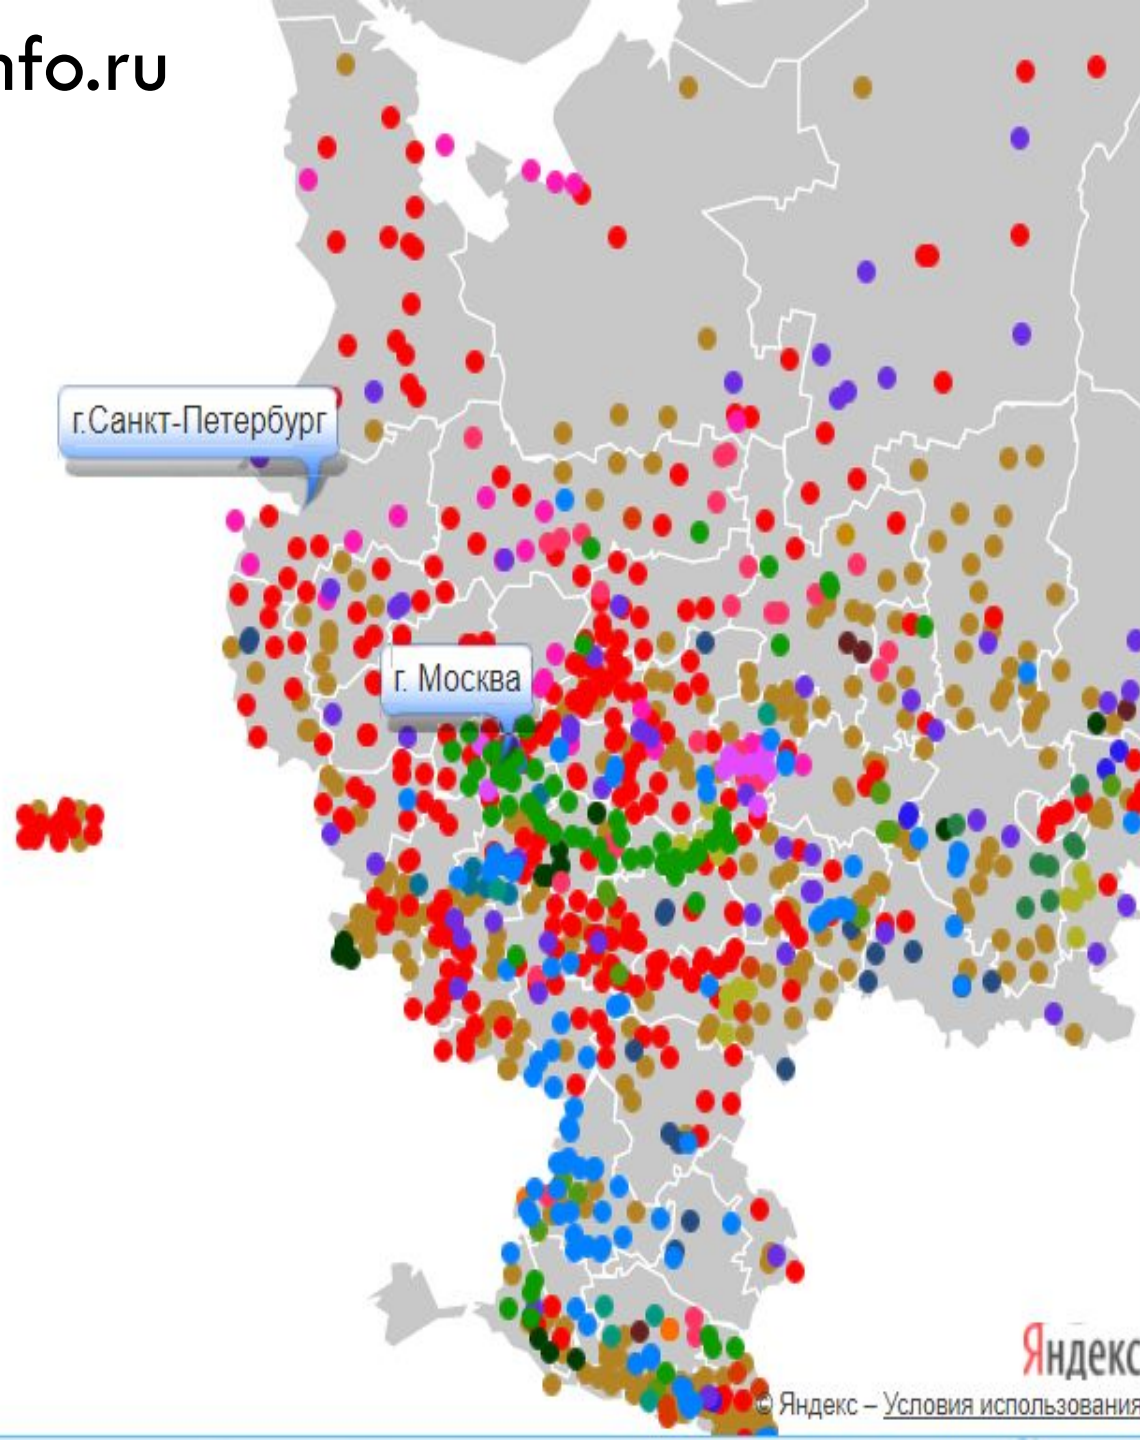 nfo.ru
г.Санкт-Петербург
г. Москва
Яндекс
© Яндекс – Условия использования